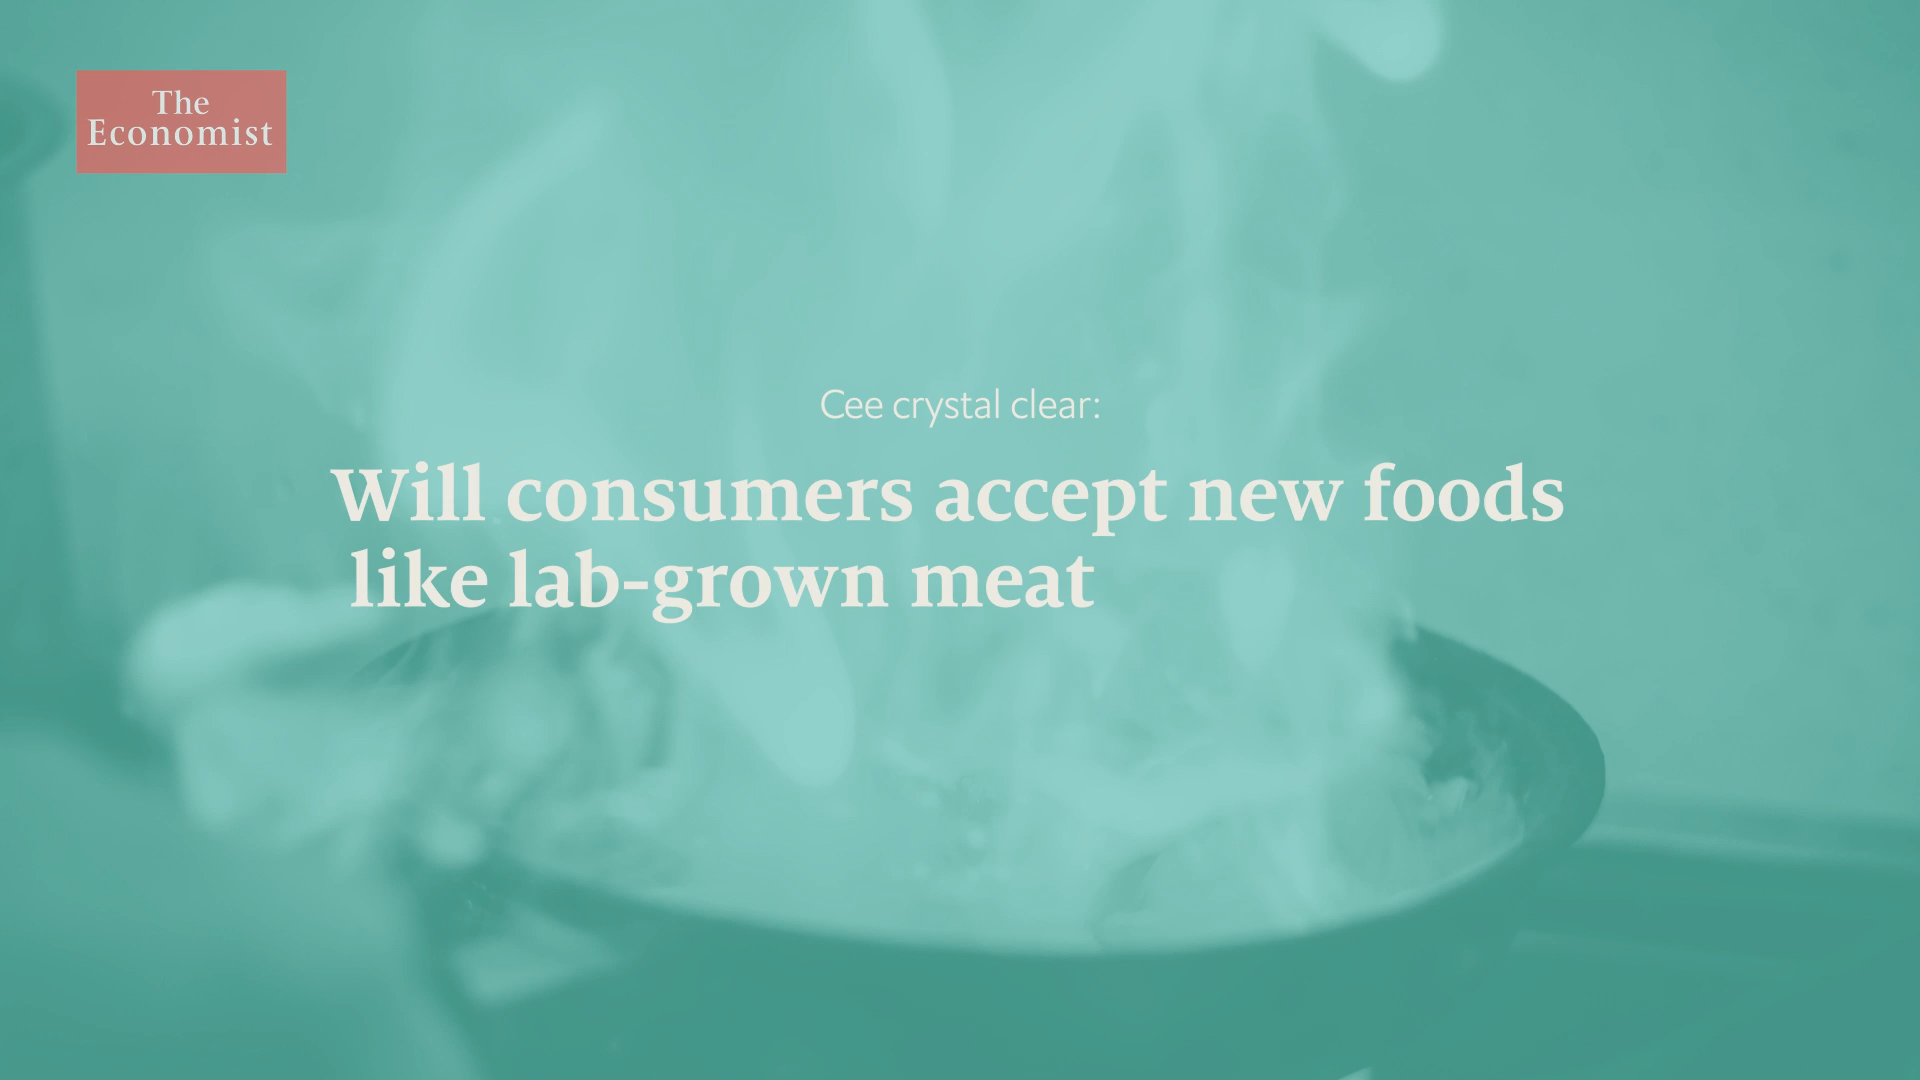 The
Economist
Cee crystal clear:
Will consumers accept new foods
like lab-grown meat